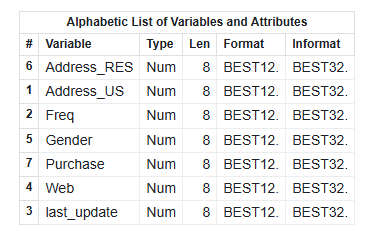 Alphabetic List of Variables and Attributes
# Variable Type Len Format Informat
6 Address_RES Num 8 BEST12. BEST32.
1 Address_US Num 8 BEST12. BEST32.
2 Freq Num 8 BEST12. BEST32.
5 Gender Num 8 BEST12. BEST32.
7 Purchase Num 8 BEST12. BEST32.
4 Web Num 8 BEST12. BEST32.
3 last_update Num 8 BEST12. BEST32.